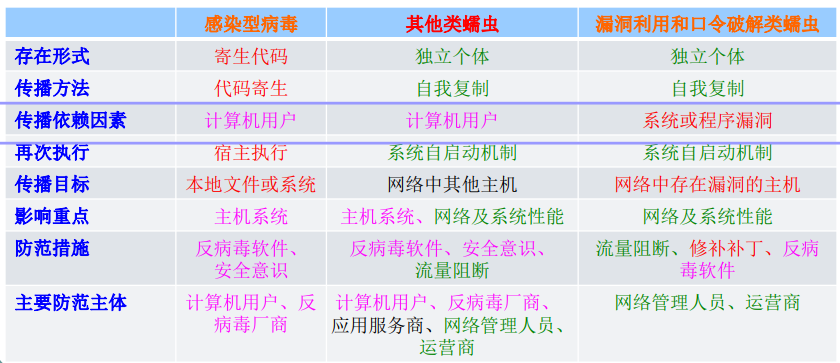 感染型病毒 其他类蠕虫 漏洞利用和口令破解类蠕虫
存在形式 寄生代码 独立个体 独立个体
传播方法 代码寄生 自我复制 自我复制
传播依赖因素 计算机用户 计算机用户 系统或程序漏洞
再次执行 宿主执行 系统自启动机制 系统自启动机制
传播目标 本地文件或系统 网络中其他主机 网络中存在漏洞的主机
影响重点 主机系统 主机系统、网络及系统性能 网络及系统性能
防范措施 反病毒软件、 反病毒软件、安全意识、 流量阻断、修补补丁、反病
安全意识 流量阻断 毒软件
主要防范主体 计算机用户、反 计算机用户、反病毒厂商、 网络管理人员、运营商
病毒厂商 应用服务商、网络管理人员、
运营商